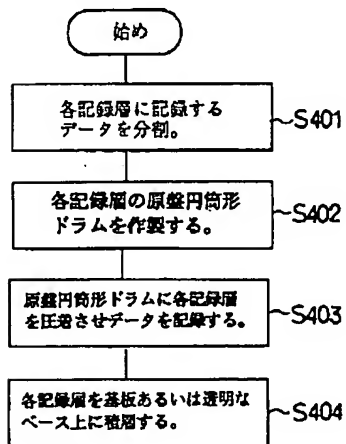 始め
各記録層に記録する
データを分割。
~S401
各記録層の原盤円筒形
ドラムを作製する。
~S402
原盤円筒形ドラムに各記録層
を圧着させデータを記録する。
~S403
各記録層を基板あるいは透明な
ベース上に積層する。
~S404